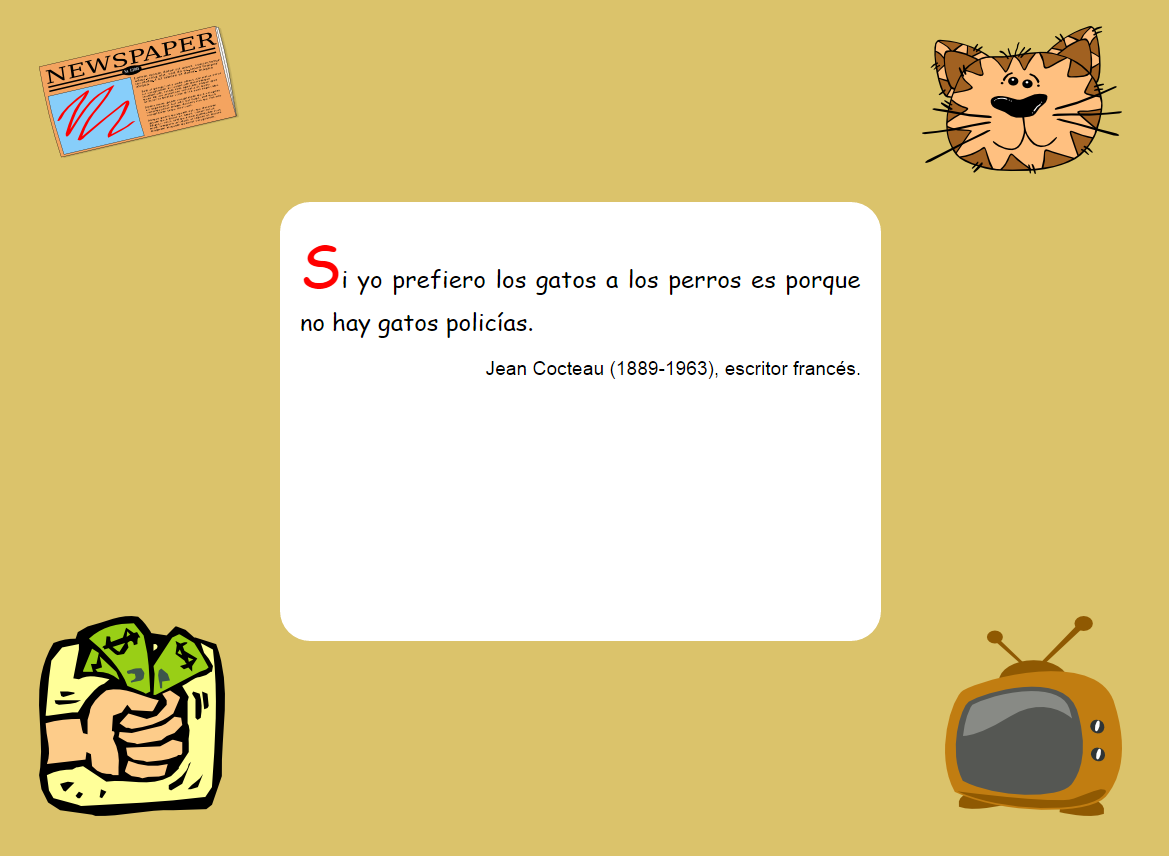 NEWSPAPER
Si yo prefiero los gatos a los perros es porque
no hay gatos policías.
Jean Cocteau (1889-1963), escritor francés.
$ $